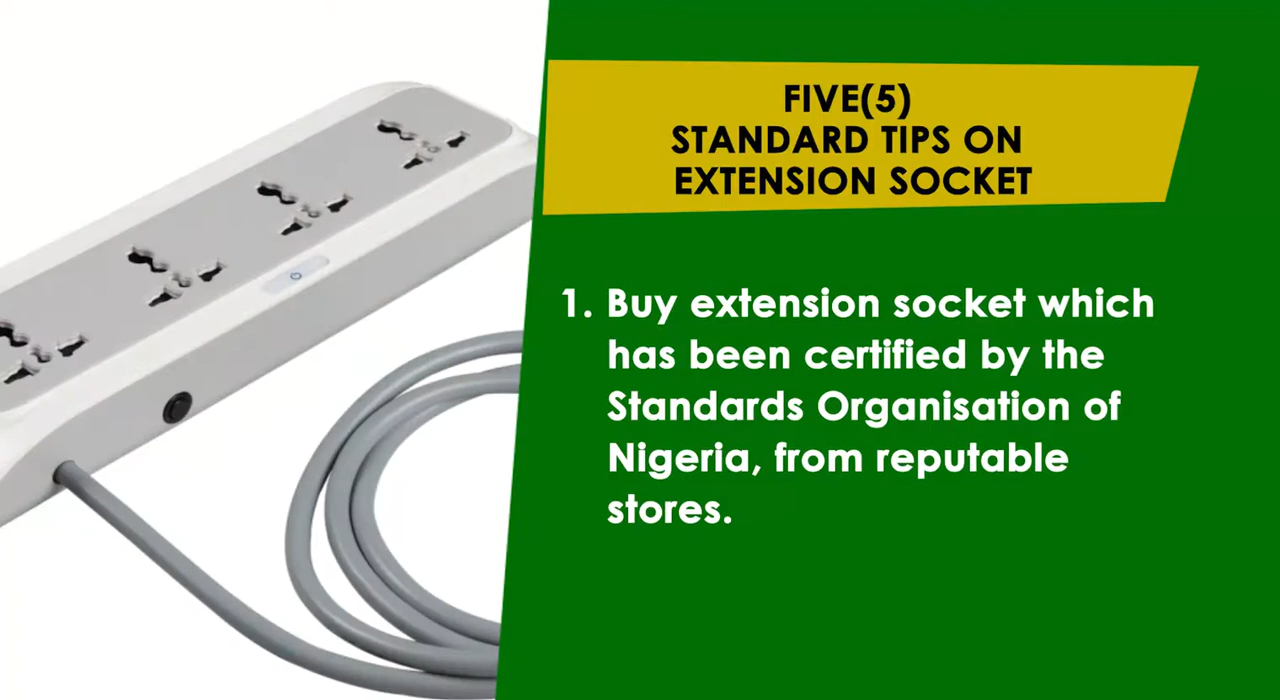 FIVE(5)
STANDARD TIPS ON
EXTENSION SOCKET
1. Buy extension socket which
has been certified by the
Standards Organisation of
Nigeria, from reputable
stores.